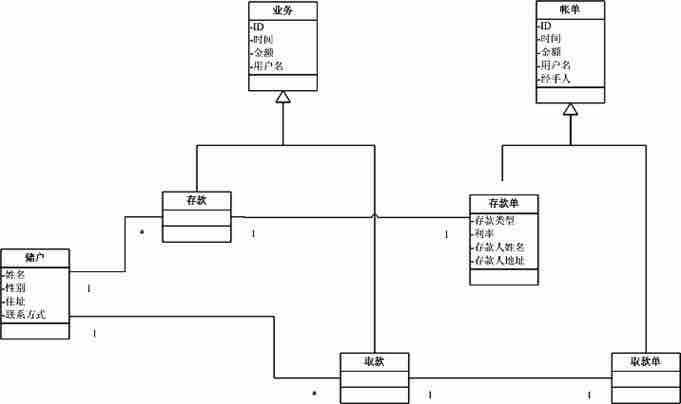 业务
-ID
-时间
-金额
-用户名
帐单
-ID
-时间
-金额
-用户名
-经手人
存款
存款单
-存款类型
-利率
-存款人姓名
-存款人地址
*
1
1
储户
-姓名
-性别
-住址
-联系方式
1
1
取款
取款单
*
1
1